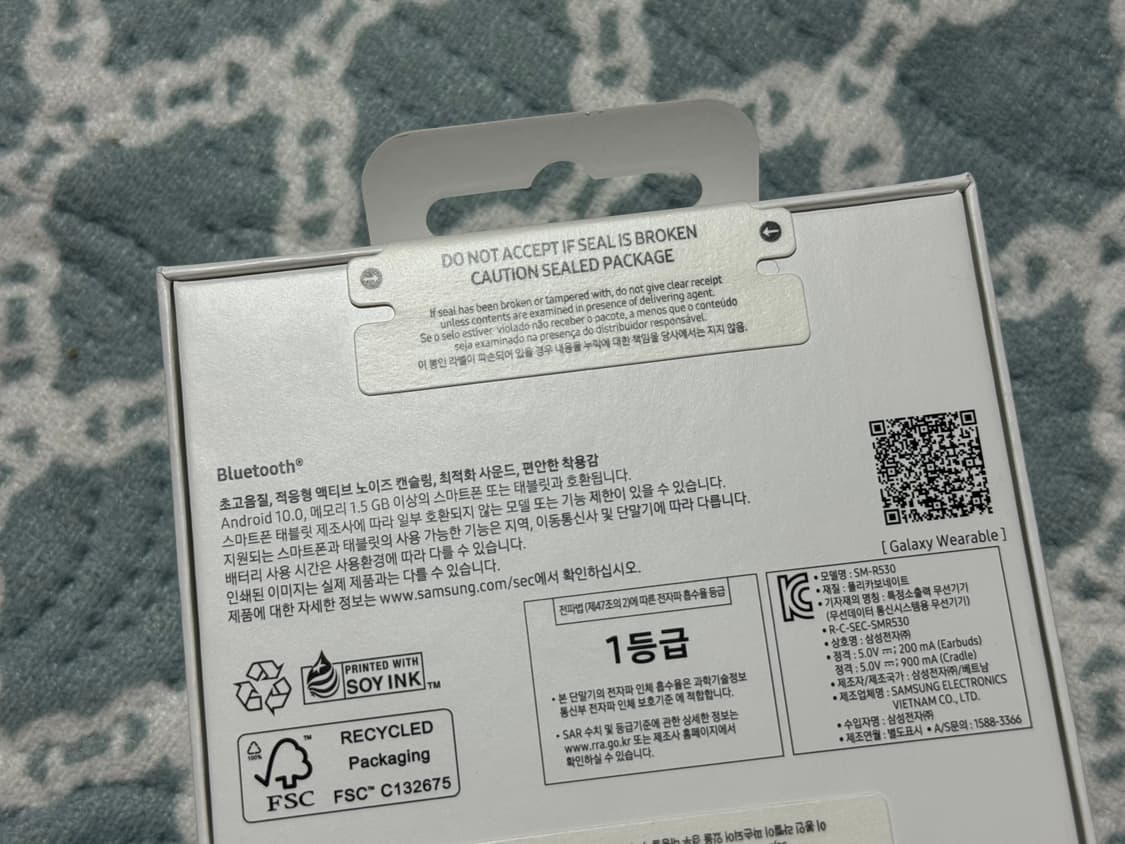 DO NOT ACCEPT IF SEAL IS BROKEN
CAUTION SEALED PACKAGE
If seal has been broken or tampered with, do not give clear receipt
unless contents are examined in presence of delivering agent.
Se o selo estiver violado não receber o pacote, a menos que o conteúdo
seja examinado na presença do distribuidor responsável.
이 봉인 라벨이 파손되어 있을 경우 내용물 누락에 대한 책임을 당사에서는 지지 않음.
Bluetooth®
초고음질, 적응형 액티브 노이즈 캔슬링, 최적화 사운드, 편안한 착용감
Android 10.0, 메모리 1.5 GB 이상의 스마트폰 또는 태블릿과 호환됩니다.
스마트폰 태블릿 제조사에 따라 일부 호환되지 않는 모델 또는 기능 제한이 있을 수 있습니다.
지원되는 스마트폰과 태블릿의 사용 가능한 기능은 지역, 이동통신사 및 단말기에 따라 다릅니다.
배터리 사용 시간은 사용환경에 따라 다를 수 있습니다.
인쇄된 이미지는 실제 제품과는 다를 수 있습니다.
제품에 대한 자세한 정보는 www.samsung.com/sec에서 확인하십시오.
[ Galaxy Wearable ]
PRINTED WITH
SOY INK™
100%
FSC
RECYCLED
Packaging
FSC™ C132675
전파법 (제47조의 2)에 따른 전자파 흡수율 등급
1등급
• 본 단말기의 전자파 인체 흡수율은 과학기술정보
통신부 전자파 인체 보호기준 에 적합합니다.
• SAR 수치 및 등급기준에 관한 상세한 정보는
www.rra.go.kr 또는 제조사 홈페이지에서
확인하실 수 있습니다.
• 모델명 : SM-R530
• 재질 : 폴리카보네이트
• 기자재의 명칭 : 특정소출력 무선기기
(무선데이터 통신시스템용 무선기기)
• R-C-SEC-SMR530
• 상호명 : 삼성전자㈜
• 정격 : 5.0V ⎓; 200 mA (Earbuds)
정격 : 5.0V ⎓; 900 mA (Cradle)
• 제조자/제조국가 : 삼성전자㈜/베트남
• 제조업체명 : SAMSUNG ELECTRONICS
VIETNAM CO., LTD.
• 수입자명 : 삼성전자㈜
• 제조연월 : 별도표시 • A/S문의 : 1588-3366